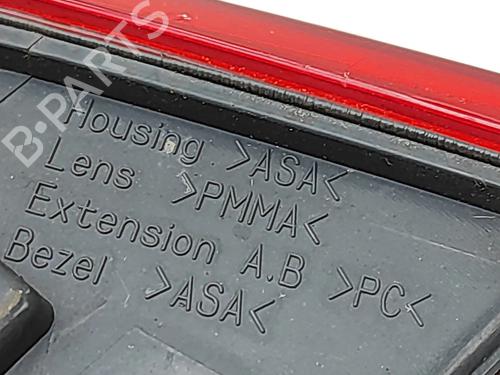 B-PARTS
Housing >ASA<
Lens >PMMA<
Extension A.B >PC<
Bezel >ASA<